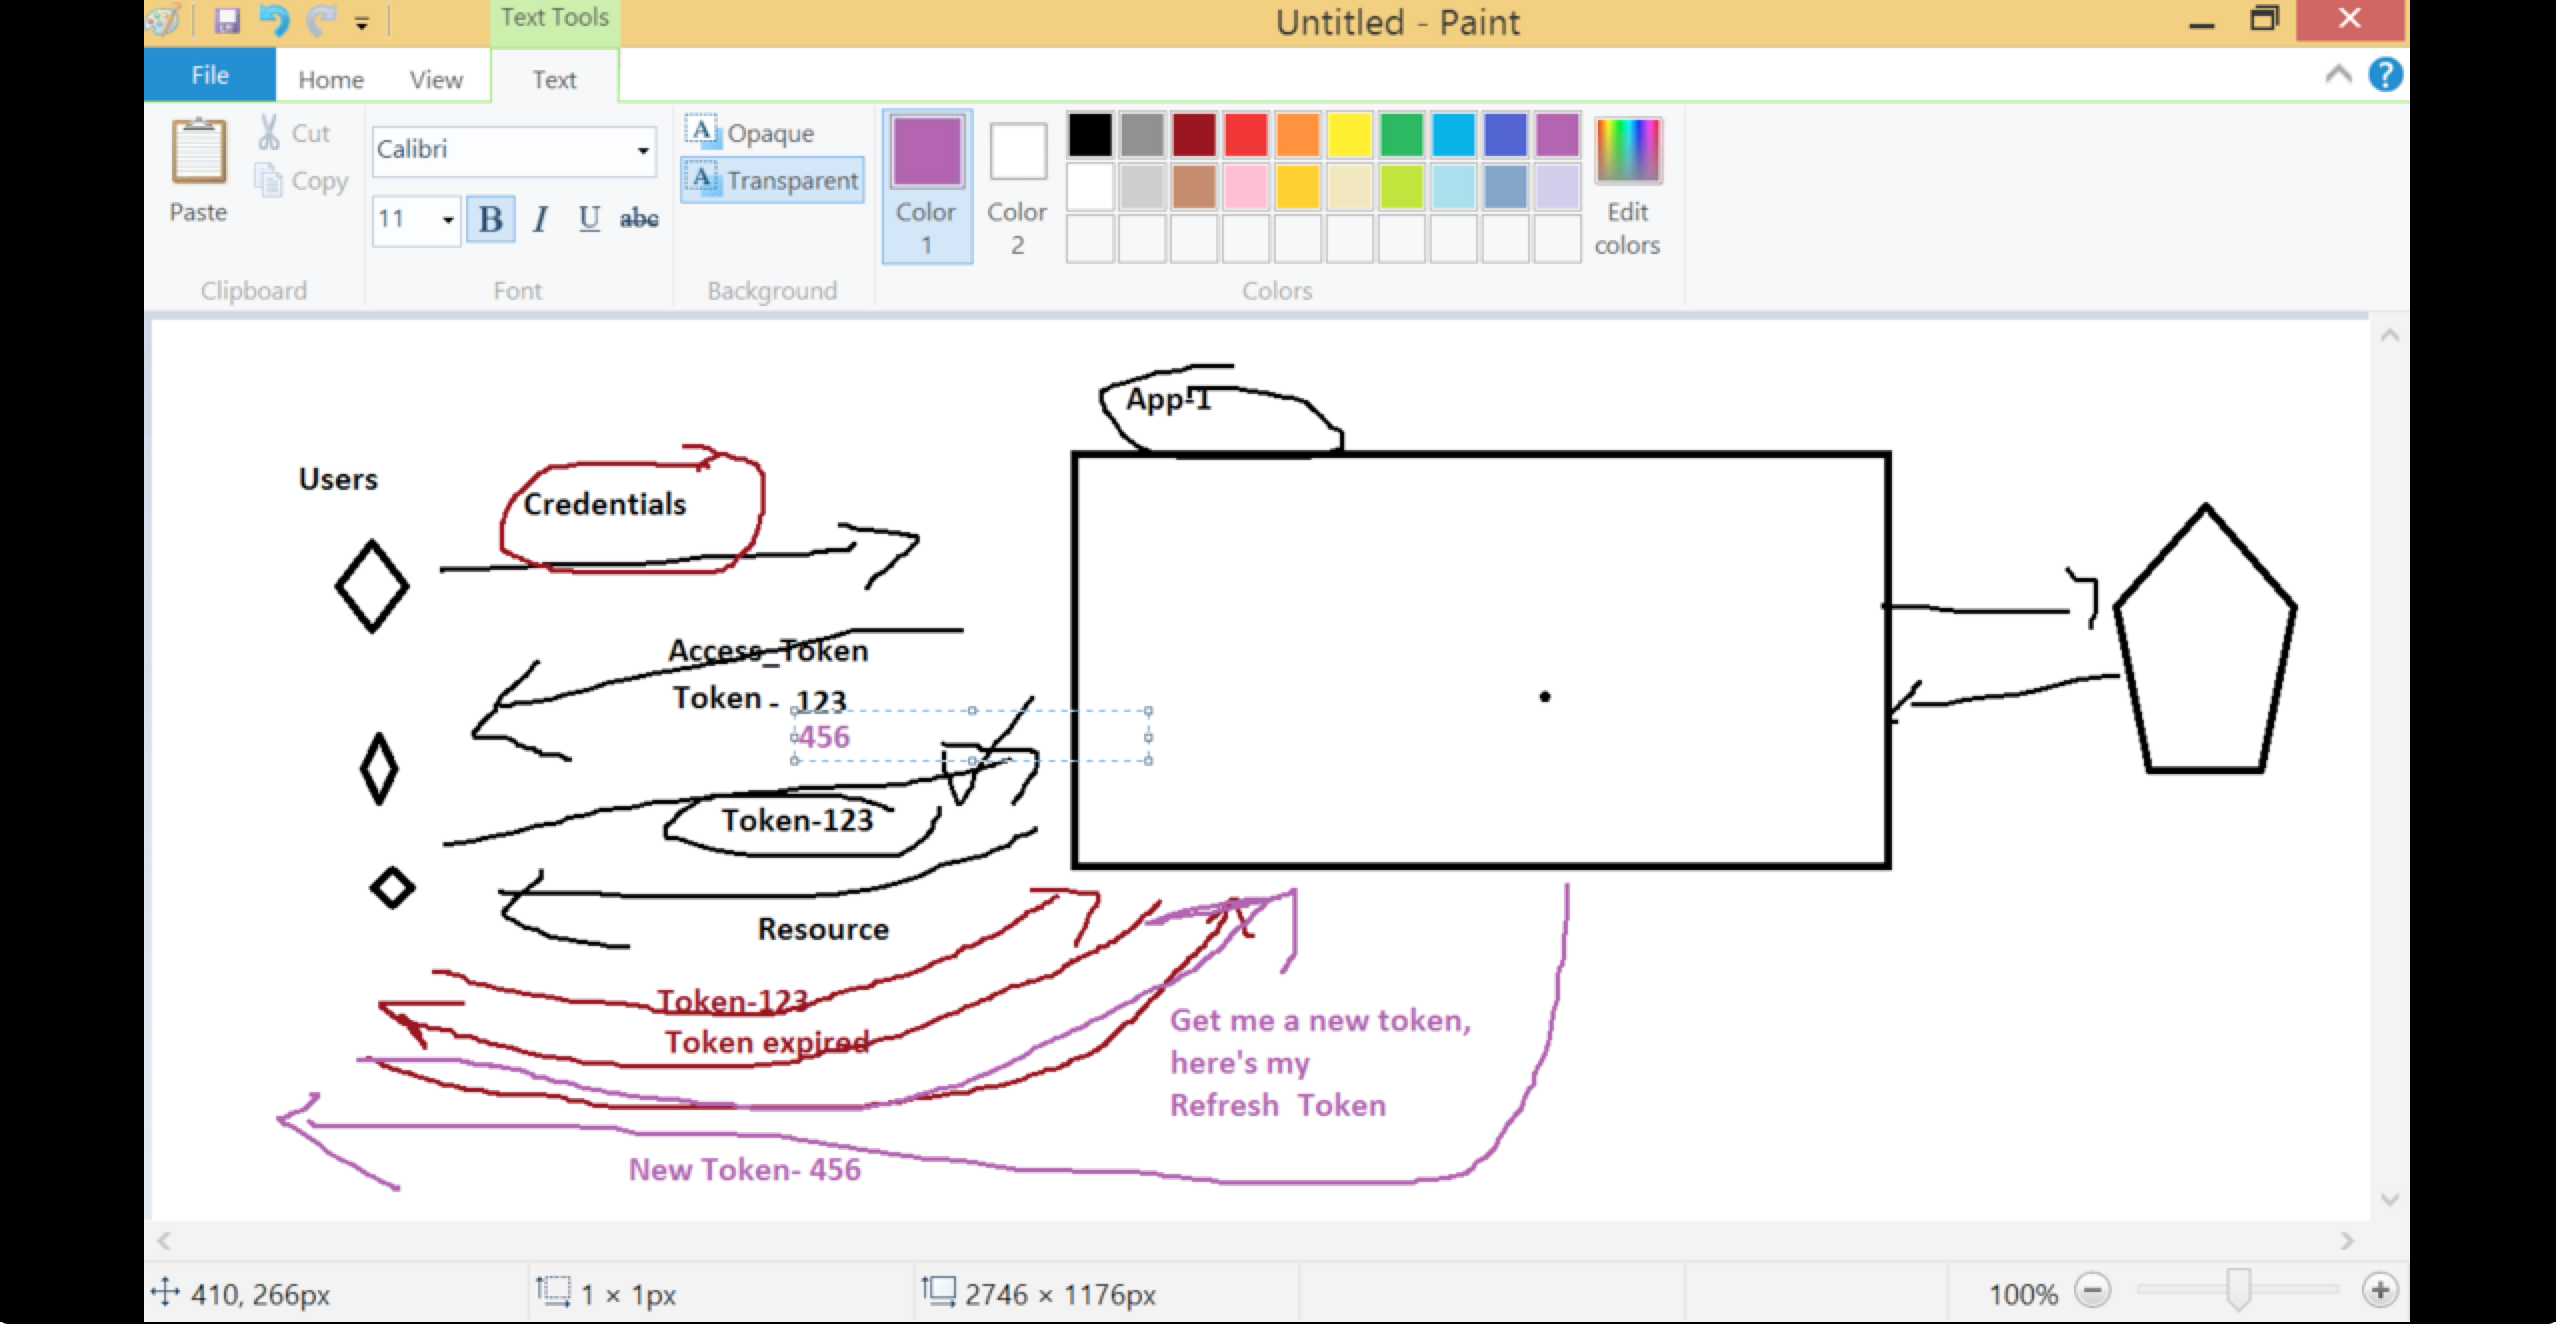 Text Tools
Untitled - Paint
File
Home
View
Text
Paste
Cut
Copy
Clipboard
Calibri
11
B I U abc
Font
A Opaque
A Transparent
Background
Color 1
Color 2
Edit colors
Colors
App-1
Users
Credentials
Access_Token
Token - 123
456
Token-123
Resource
Token-123
Token expired
Get me a new token,
here's my
Refresh Token
New Token- 456
410, 266px
1 × 1px
2746 × 1176px
100%